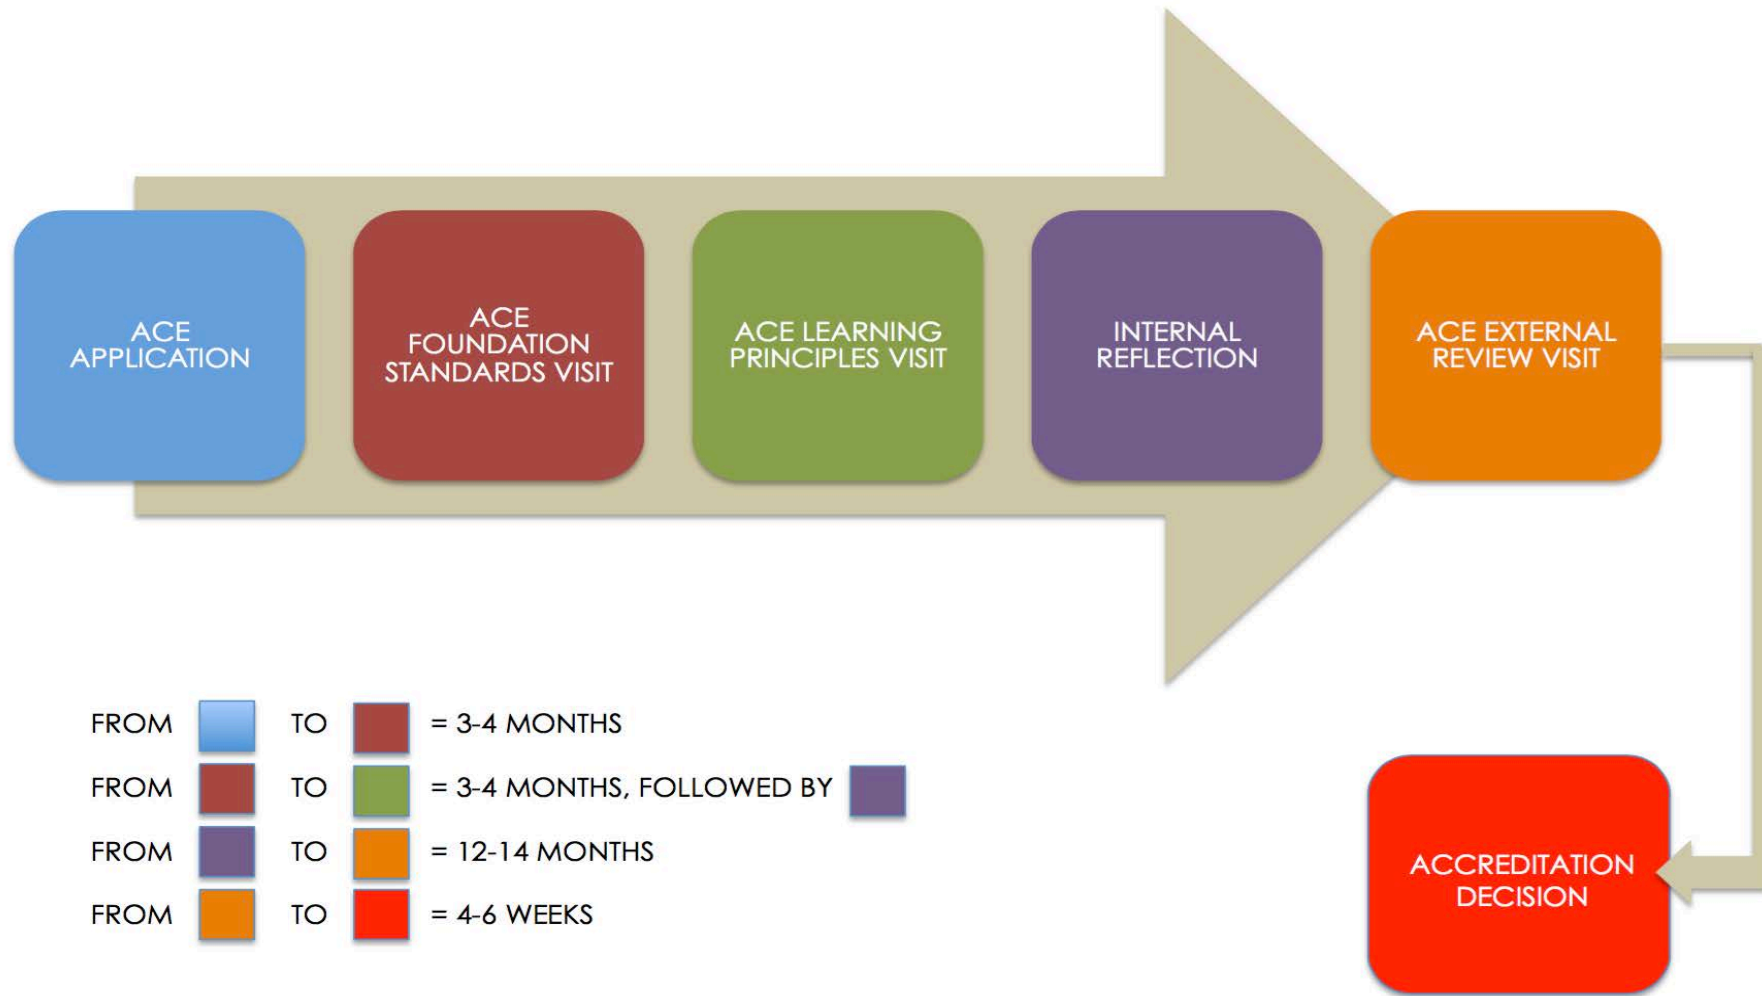 ACE
APPLICATION
ACE
FOUNDATION
STANDARDS VISIT
ACE LEARNING
PRINCIPLES VISIT
INTERNAL
REFLECTION
ACE EXTERNAL
REVIEW VISIT
FROM TO = 3-4 MONTHS
FROM TO = 3-4 MONTHS, FOLLOWED BY
FROM TO = 12-14 MONTHS
FROM TO = 4-6 WEEKS
ACCREDITATION
DECISION